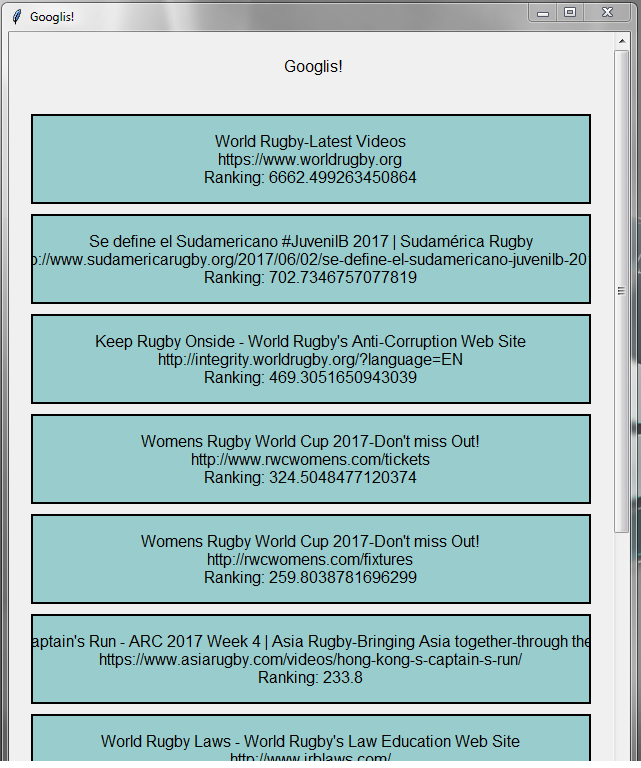 Googlis!
Googlis!
World Rugby-Latest Videos
https://www.worldrugby.org
Ranking: 6662.499263450864
Se define el Sudamericano #JuvenilB 2017 | Sudamérica Rugby
p://www.sudamericarugby.org/2017/06/02/se-define-el-sudamericano-juvenilb-20
Ranking: 702.7346757077819
Keep Rugby Onside - World Rugby's Anti-Corruption Web Site
http://integrity.worldrugby.org/?language=EN
Ranking: 469.3051650943039
Womens Rugby World Cup 2017-Don't miss Out!
http://www.rwcwomens.com/tickets
Ranking: 324.5048477120374
Womens Rugby World Cup 2017-Don't miss Out!
http://rwcwomens.com/fixtures
Ranking: 259.8038781696299
aptain's Run - ARC 2017 Week 4 | Asia Rugby-Bringing Asia together-through the
https://www.asiarugby.com/videos/hong-kong-s-captain-s-run/
Ranking: 233.8
World Rugby Laws - World Rugby's Law Education Web Site
http://www.irblaws.com/